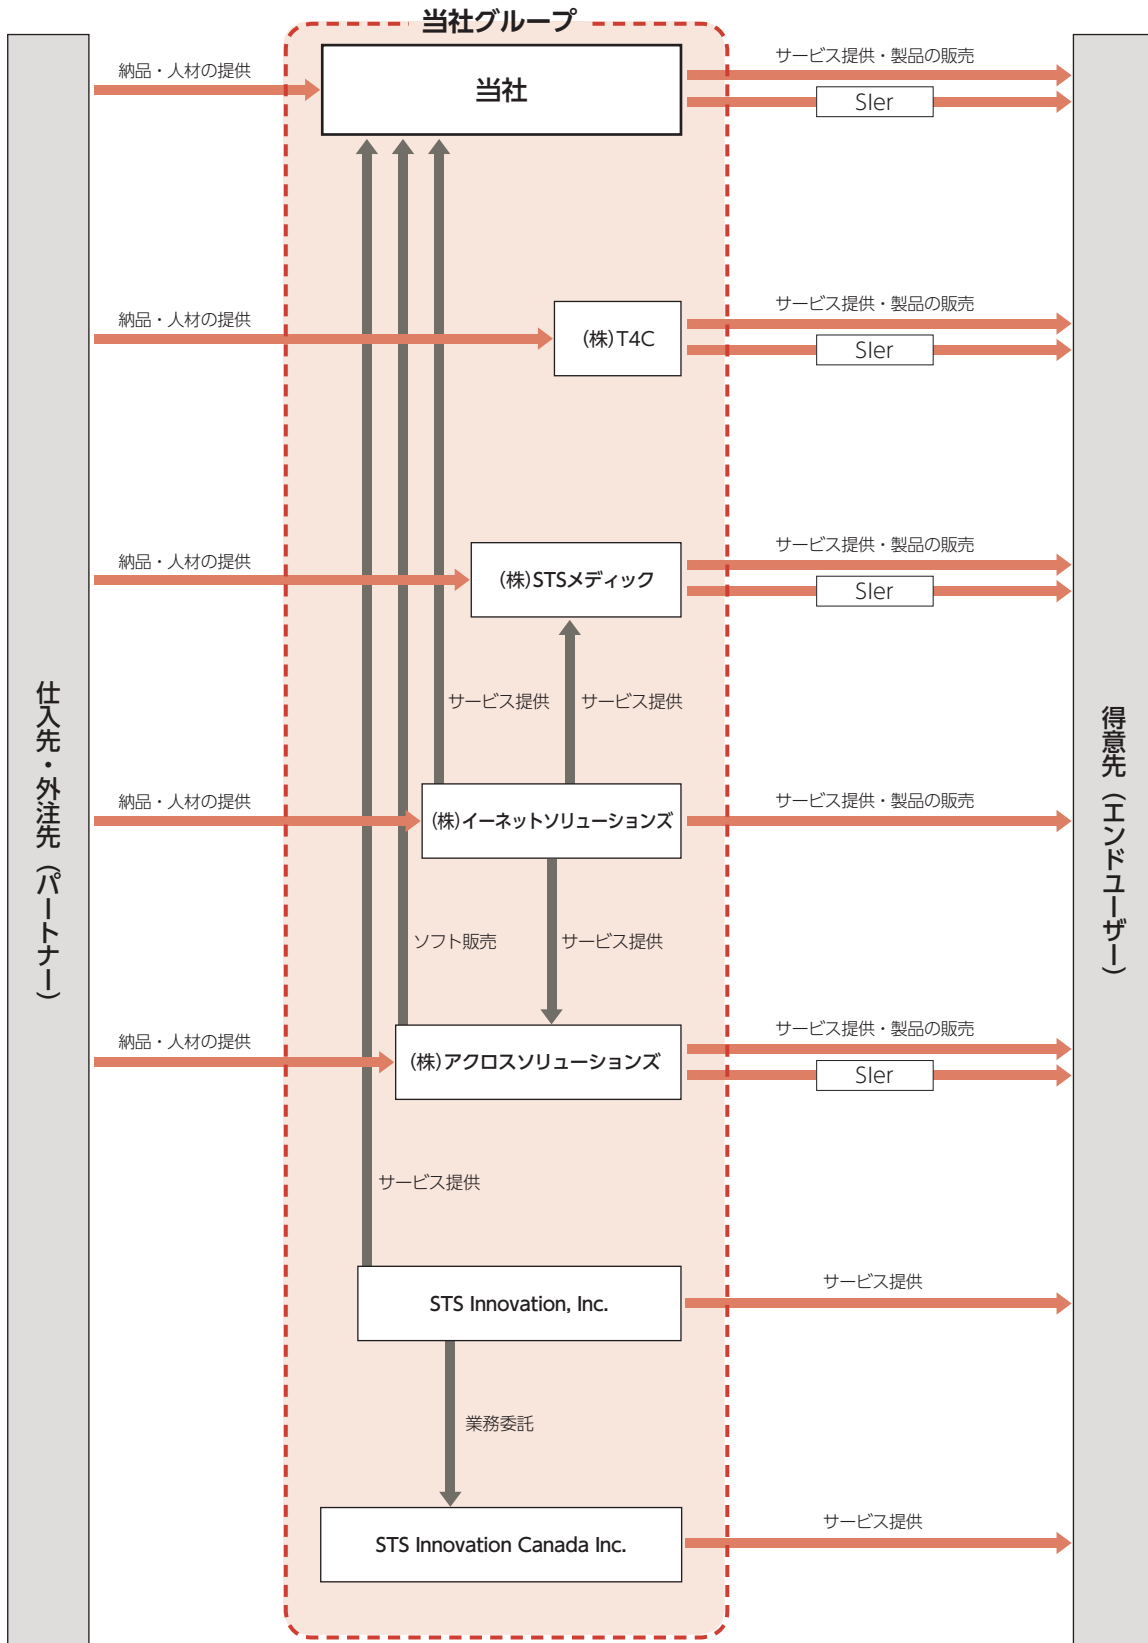 当社グループ
納品・人材の提供
当社
サービス提供・製品の販売
SIer
納品・人材の提供
(株)T4C
サービス提供・製品の販売
SIer
納品・人材の提供
(株)STSメディック
サービス提供・製品の販売
SIer
サービス提供
サービス提供
仕入先・外注先(パートナー)
得意先(エンドユーザー)
納品・人材の提供
(株)イーネットソリューションズ
サービス提供・製品の販売
ソフト販売
サービス提供
納品・人材の提供
(株)アクロスソリューションズ
サービス提供・製品の販売
SIer
サービス提供
STS Innovation, Inc.
サービス提供
業務委託
STS Innovation Canada Inc.
サービス提供